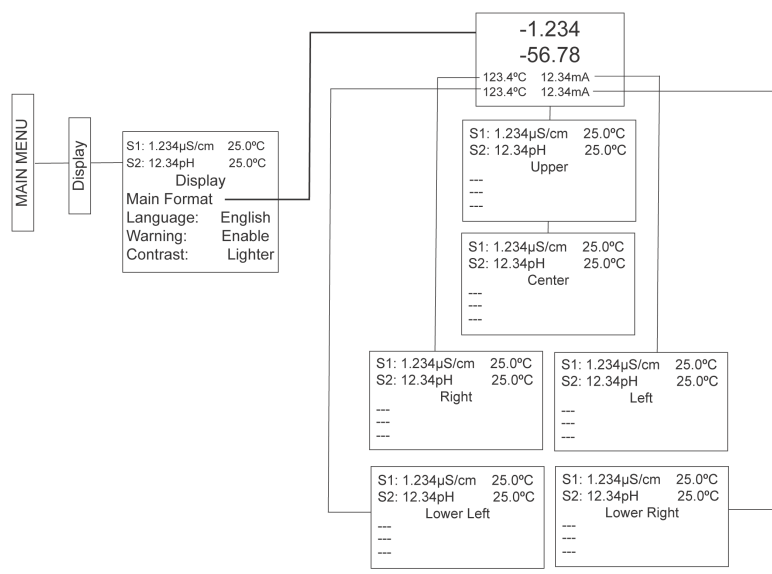 MAIN MENU
Display
S1: 1.234µS/cm 25.0ºC
S2: 12.34pH 25.0ºC
Display
Main Format
Language: English
Warning: Enable
Contrast: Lighter
-1.234
-56.78
123.4ºC 12.34mA
123.4ºC 12.34mA
S1: 1.234µS/cm 25.0ºC
S2: 12.34pH 25.0ºC
Upper
---
---
---
S1: 1.234µS/cm 25.0ºC
S2: 12.34pH 25.0ºC
Center
---
---
---
S1: 1.234µS/cm 25.0ºC
S2: 12.34pH 25.0ºC
Right
---
---
---
S1: 1.234µS/cm 25.0ºC
S2: 12.34pH 25.0ºC
Left
---
---
---
S1: 1.234µS/cm 25.0ºC
S2: 12.34pH 25.0ºC
Lower Left
---
---
---
S1: 1.234µS/cm 25.0ºC
S2: 12.34pH 25.0ºC
Lower Right
---
---
---